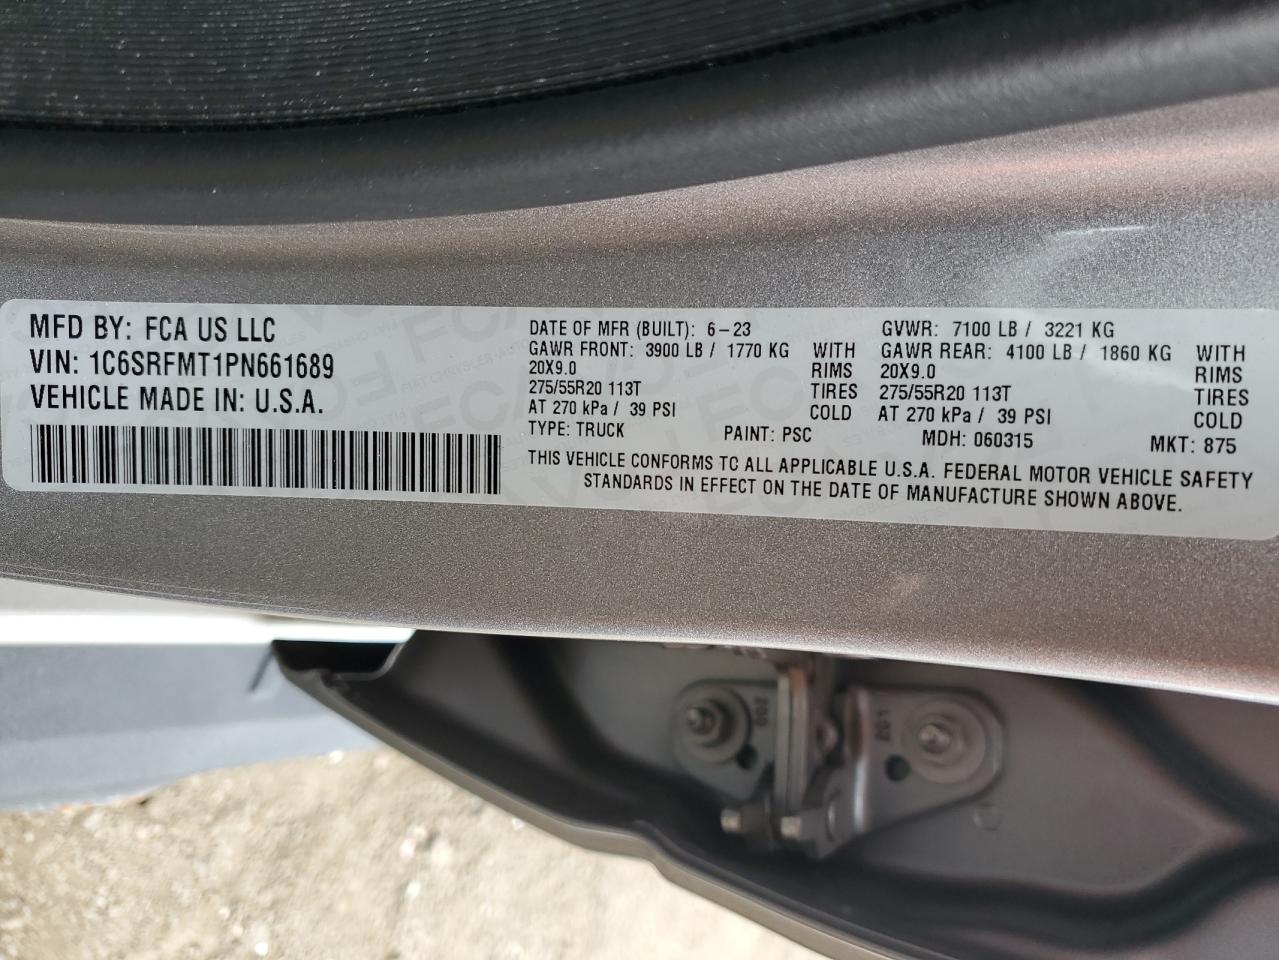 MFD BY: FCA US LLC
VIN: 1C6SRFMT1PN661689
VEHICLE MADE IN: U.S.A.
DATE OF MFR (BUILT): 6-23
GVWR: 7100 LB / 3221 KG
GAWR FRONT: 3900 LB / 1770 KG WITH
20X9.0 RIMS
275/55R20 113T TIRES
AT 270 kPa / 39 PSI COLD
GAWR REAR: 4100 LB / 1860 KG WITH
20X9.0 RIMS
275/55R20 113T TIRES
AT 270 kPa / 39 PSI COLD
TYPE: TRUCK PAINT: PSC MDH: 060315 MKT: 875
THIS VEHICLE CONFORMS TO ALL APPLICABLE U.S.A. FEDERAL MOTOR VEHICLE SAFETY
STANDARDS IN EFFECT ON THE DATE OF MANUFACTURE SHOWN ABOVE.